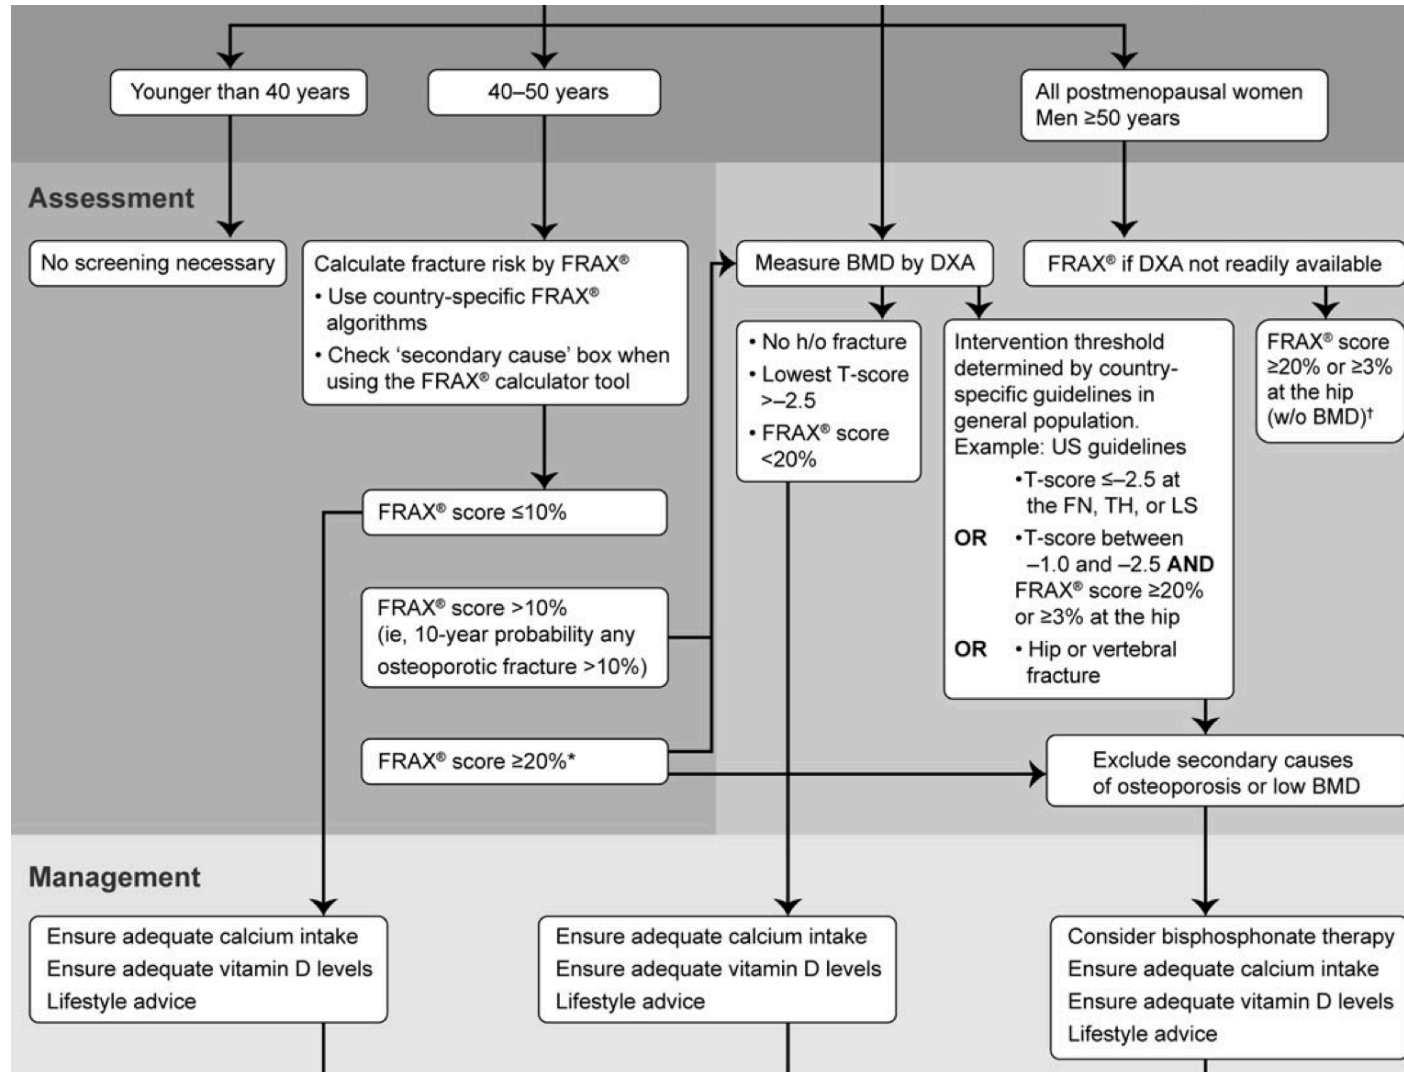 Younger than 40 years
40–50 years
All postmenopausal women
Men ≥50 years
Assessment
No screening necessary
Calculate fracture risk by FRAX®
• Use country-specific FRAX®
algorithms
• Check ‘secondary cause’ box when
using the FRAX® calculator tool
Measure BMD by DXA
FRAX® if DXA not readily available
• No h/o fracture
• Lowest T-score
>–2.5
• FRAX® score
<20%
Intervention threshold
determined by country-
specific guidelines in
general population.
Example: US guidelines
•T-score ≤–2.5 at
the FN, TH, or LS
OR •T-score between
–1.0 and –2.5 AND
FRAX® score ≥20%
or ≥3% at the hip
OR • Hip or vertebral
fracture
FRAX® score
≥20% or ≥3%
at the hip
(w/o BMD)†
FRAX® score ≤10%
FRAX® score >10%
(ie, 10-year probability any
osteoporotic fracture >10%)
FRAX® score ≥20%*
Exclude secondary causes
of osteoporosis or low BMD
Management
Ensure adequate calcium intake
Ensure adequate vitamin D levels
Lifestyle advice
Ensure adequate calcium intake
Ensure adequate vitamin D levels
Lifestyle advice
Consider bisphosphonate therapy
Ensure adequate calcium intake
Ensure adequate vitamin D levels
Lifestyle advice